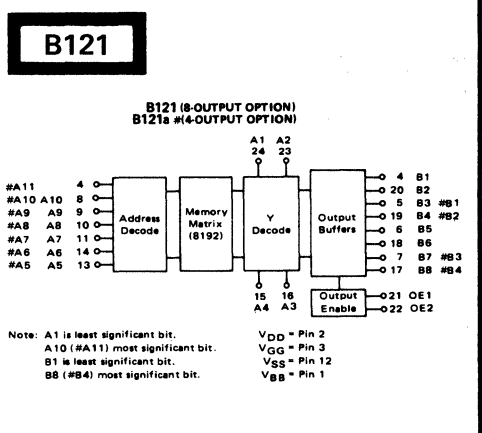 B121
B121 (8-OUTPUT OPTION)
B121a #(4-OUTPUT OPTION)
A1 A2
24 23
#A11 4
#A10 A10 8
#A9 A9 9
#A8 A8 10
#A7 A7 11
#A6 A6 14
#A5 A5 13
Address
Decode
Memory
Matrix
(8192)
Y
Decode
Output
Buffers
4 B1
20 B2
5 B3 #B1
19 B4 #B2
6 B5
18 B6
7 B7 #B3
17 B8 #B4
15 16
A4 A3
Output
Enable
21 OE1
22 OE2
Note: A1 is least significant bit.
A10 (#A11) most significant bit.
B1 is least significant bit.
B8 (#B4) most significant bit.
VDD = Pin 2
VGG = Pin 3
VSS = Pin 12
VBB = Pin 1